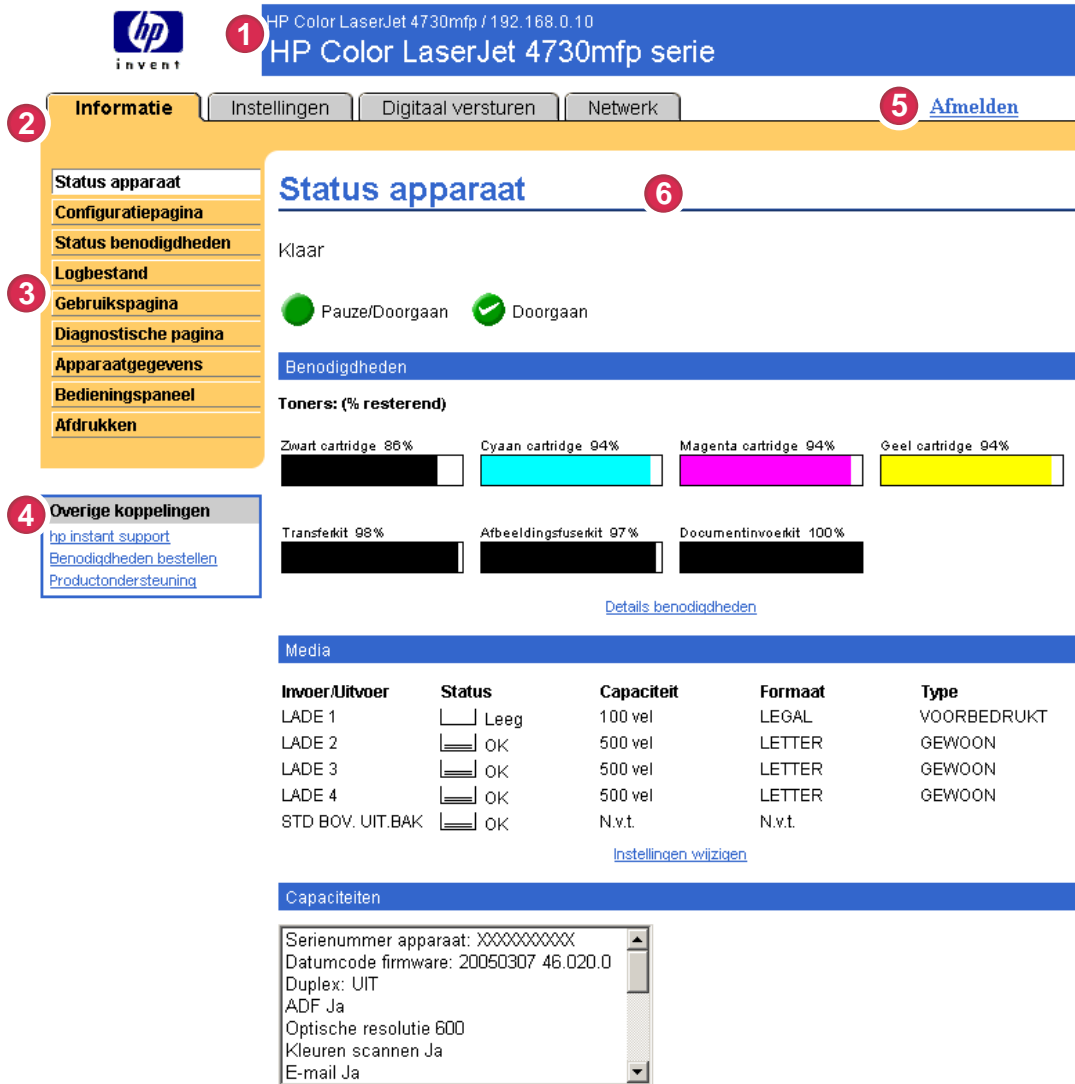 hp
invent
1
HP Color LaserJet 4730mfp / 192.168.0.10
HP Color LaserJet 4730mfp serie
2
Informatie
Instellingen
Digitaal versturen
Netwerk
5
Afmelden
3
Status apparaat
Configuratiepagina
Status benodigdheden
Logbestand
Gebruikspagina
Diagnostische pagina
Apparaatgegevens
Bedieningspaneel
Afdrukken
4
Overige koppelingen
hp instant support
Benodigdheden bestellen
Productondersteuning
Status apparaat
6
Klaar
Pauze/Doorgaan Doorgaan
Benodigdheden
Toners: (% resterend)
Zwart cartridge 86% Cyaan cartridge 94% Magenta cartridge 94% Geel cartridge 94%
Transferkit 98% Afbeeldingsfuserkit 97% Documentinvoerkit 100%
Details benodigdheden
Media
Invoer/Uitvoer Status Capaciteit Formaat Type
LADE 1 Leeg 100 vel LEGAL VOORBEDRUKT
LADE 2 OK 500 vel LETTER GEWOON
LADE 3 OK 500 vel LETTER GEWOON
LADE 4 OK 500 vel LETTER GEWOON
STD BOV. UIT.BAK OK N.v.t. N.v.t.
Instellingen wijzigen
Capaciteiten
Serienummer apparaat: XXXXXXXXXX
Datumcode firmware: 20050307 46.020.0
Duplex: UIT
ADF Ja
Optische resolutie 600
Kleuren scannen Ja
E-mail Ja